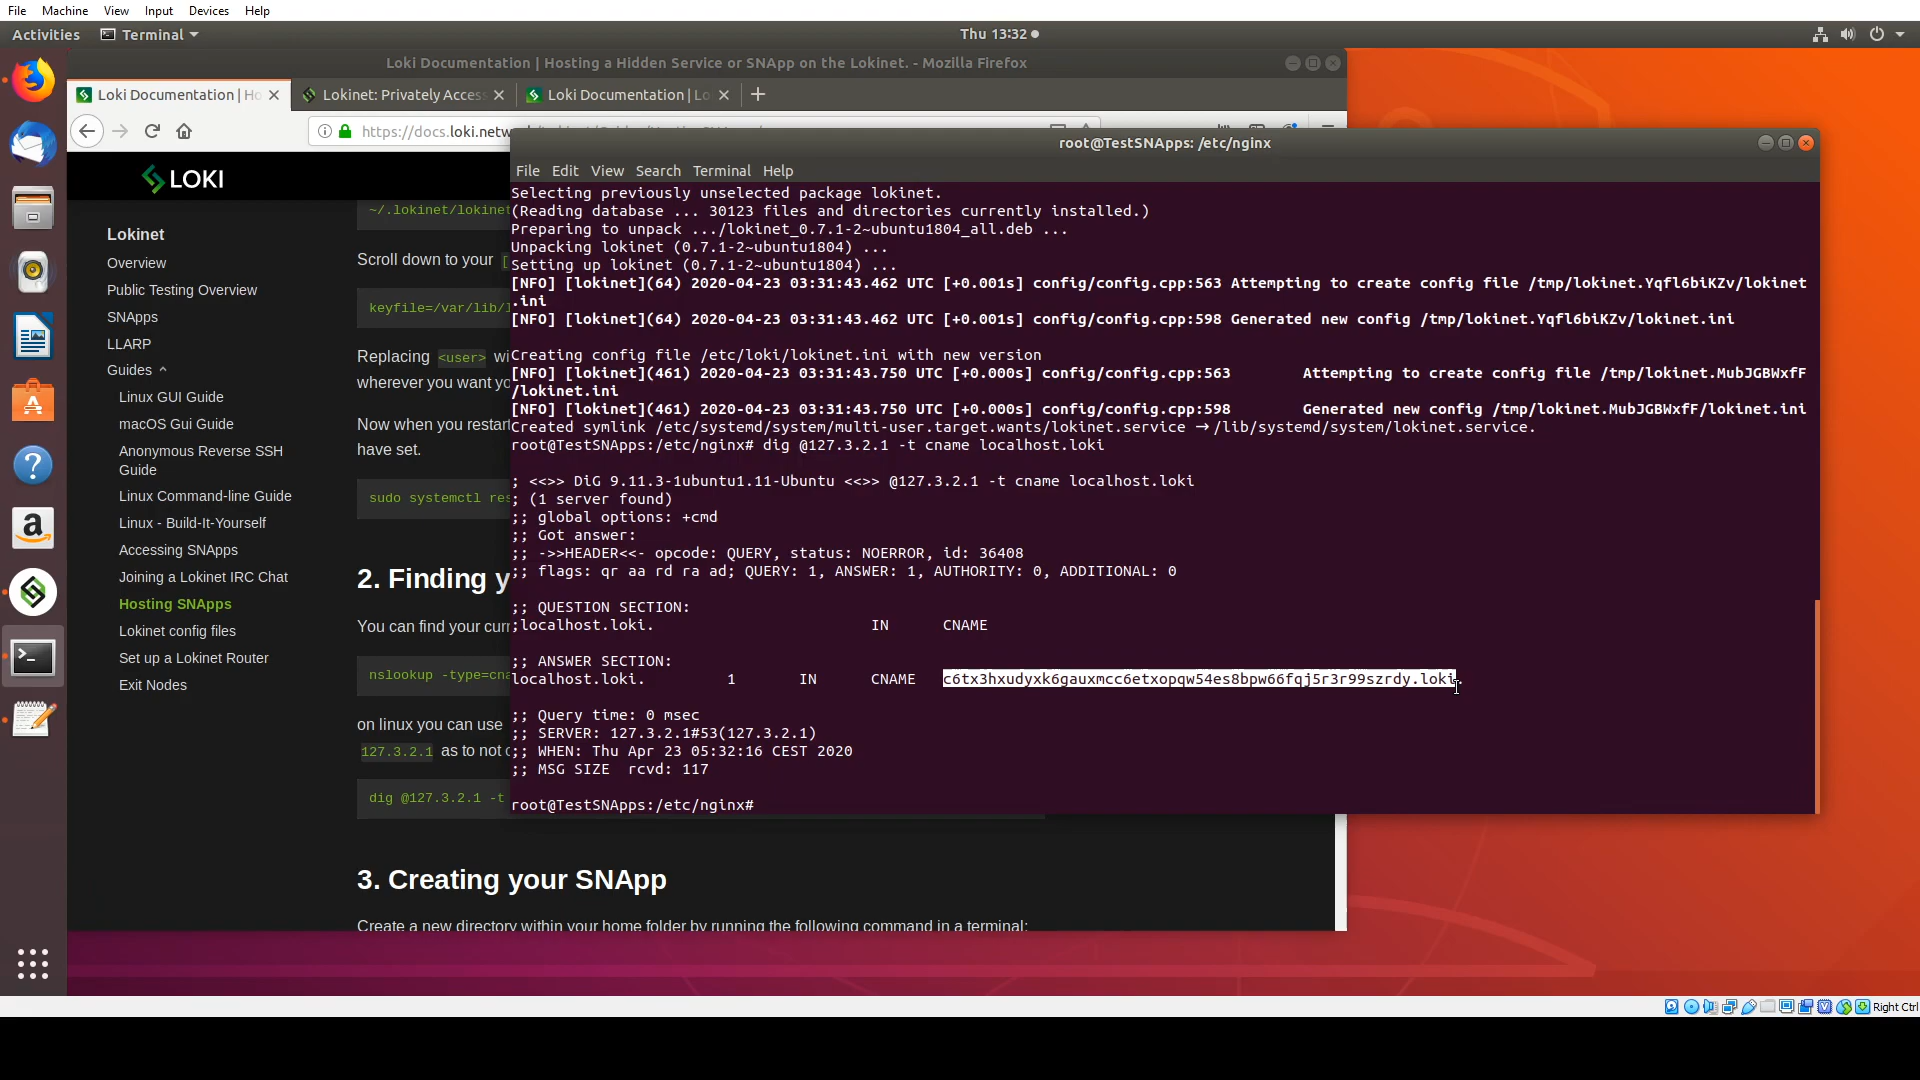 File Machine View Input Devices Help
Activities Terminal Thu 13:32
Loki Documentation | Hosting a Hidden Service or SNApp on the Lokinet. - Mozilla Firefox
Loki Documentation | Ho Lokinet: Privately Acces Loki Documentation | Lo
https://docs.loki.netw
LOKI
Lokinet
Overview
Public Testing Overview
SNApps
LLARP
Guides
Linux GUI Guide
macOS Gui Guide
Anonymous Reverse SSH
Guide
Linux Command-line Guide
Linux - Build-It-Yourself
Accessing SNApps
Joining a Lokinet IRC Chat
Hosting SNApps
Lokinet config files
Set up a Lokinet Router
Exit Nodes
~/.lokinet/lokinet
Scroll down to your [
keyfile=/var/lib/l
Replacing <user> wi
wherever you want yo
Now when you restart
have set.
sudo systemctl res
2. Finding y
You can find your curr
nslookup -type=cna
on linux you can use
127.3.2.1 as to not c
dig @127.3.2.1 -t
3. Creating your SNApp
Create a new directory within your home folder by running the following command in a terminal:
root@TestSNApps: /etc/nginx
File Edit View Search Terminal Help
Selecting previously unselected package lokinet.
(Reading database ... 30123 files and directories currently installed.)
Preparing to unpack .../lokinet_0.7.1-2~ubuntu1804_all.deb ...
Unpacking lokinet (0.7.1-2~ubuntu1804) ...
Setting up lokinet (0.7.1-2~ubuntu1804) ...
[NFO] [lokinet](64) 2020-04-23 03:31:43.462 UTC [+0.001s] config/config.cpp:563 Attempting to create config file /tmp/lokinet.Yqfl6biKZv/lokinet
.ini
[NFO] [lokinet](64) 2020-04-23 03:31:43.462 UTC [+0.001s] config/config.cpp:598 Generated new config /tmp/lokinet.Yqfl6biKZv/lokinet.ini
Creating config file /etc/loki/lokinet.ini with new version
[NFO] [lokinet](461) 2020-04-23 03:31:43.750 UTC [+0.000s] config/config.cpp:563 Attempting to create config file /tmp/lokinet.MubJGBWxfF
/lokinet.ini
[NFO] [lokinet](461) 2020-04-23 03:31:43.750 UTC [+0.000s] config/config.cpp:598 Generated new config /tmp/lokinet.MubJGBWxfF/lokinet.ini
Created symlink /etc/systemd/system/multi-user.target.wants/lokinet.service → /lib/systemd/system/lokinet.service.
root@TestSNApps:/etc/nginx# dig @127.3.2.1 -t cname localhost.loki
; <<>> DiG 9.11.3-1ubuntu1.11-Ubuntu <<>> @127.3.2.1 -t cname localhost.loki
; (1 server found)
;; global options: +cmd
;; Got answer:
;; ->>HEADER<<- opcode: QUERY, status: NOERROR, id: 36408
;; flags: qr aa rd ra ad; QUERY: 1, ANSWER: 1, AUTHORITY: 0, ADDITIONAL: 0
;; QUESTION SECTION:
;localhost.loki. IN CNAME
;; ANSWER SECTION:
localhost.loki. 1 IN CNAME c6tx3hxudyxk6gauxmcc6etxopqw54es8bpw66fqj5r3r99szrdy.loki.
;; Query time: 0 msec
;; SERVER: 127.3.2.1#53(127.3.2.1)
;; WHEN: Thu Apr 23 05:32:16 CEST 2020
;; MSG SIZE rcvd: 117
root@TestSNApps:/etc/nginx#
Right Ctrl